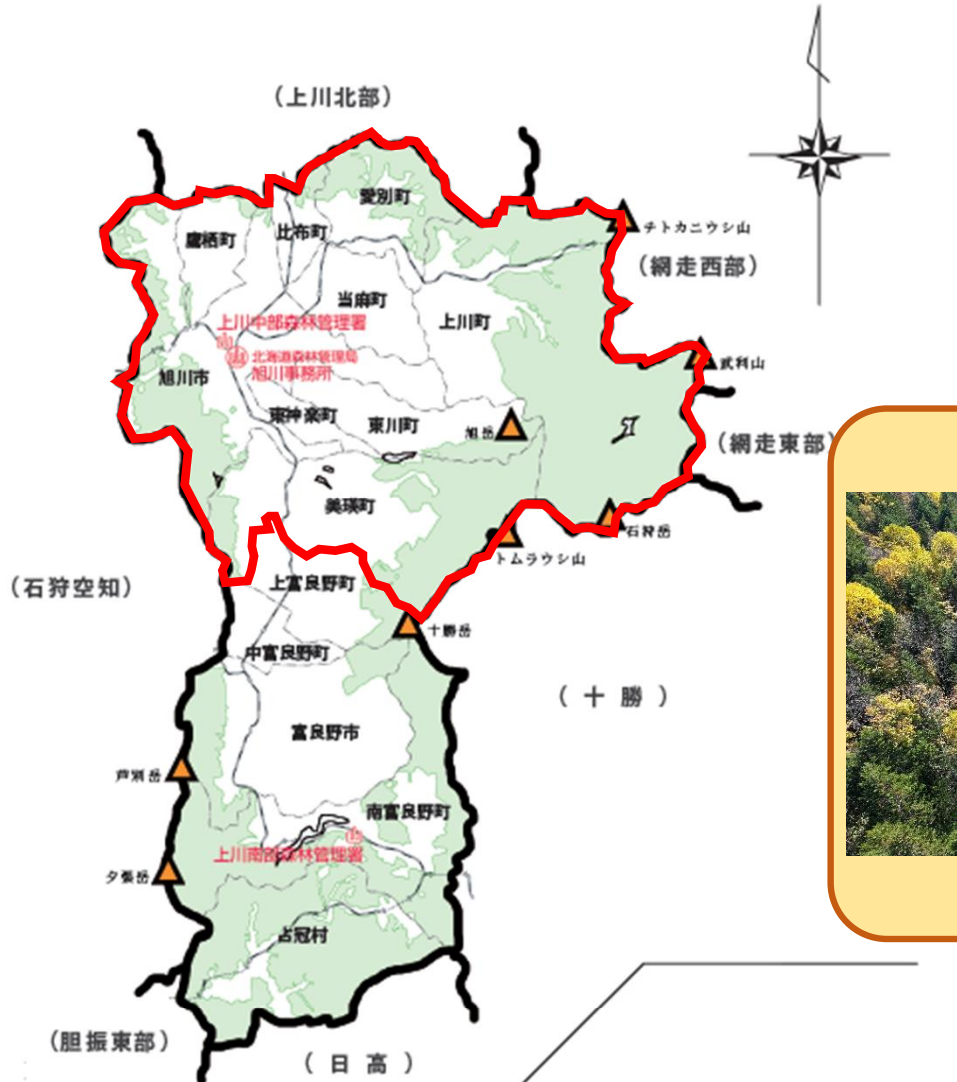 （上川北部）
愛別町
チトカニウシ山
比布町
鷹栖町
（網走西部）
当麻町
上川町
上川中部森林管理署
北海道森林管理局
旭川事務所
武利山
旭川市
東神楽町
東川町
旭岳
（網走東部）
美瑛町
石狩岳
トムラウシ山
（石狩空知）
上富良野町
十勝岳
中富良野町
（十勝）
富良野市
芦別岳
南富良野町
上川南部森林管理署
夕張岳
占冠村
（胆振東部）
（日高）